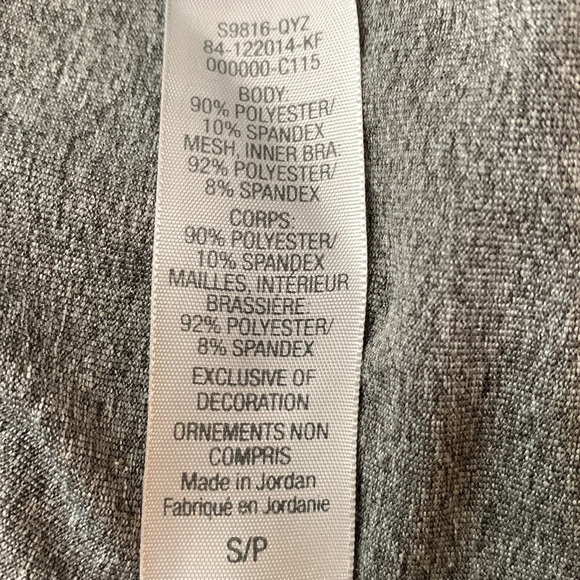 S9816-QYZ
84-122014-KF
000000-C115
BODY:
90% POLYESTER/
10% SPANDEX
MESH, INNER BRA:
92% POLYESTER/
8% SPANDEX
CORPS:
90% POLYESTER/
10% SPANDEX
MAILLES, INTÉRIEUR
BRASSIÈRE:
92% POLYESTER/
8% SPANDEX
EXCLUSIVE OF
DECORATION
ORNEMENTS NON
COMPRIS
Made in Jordan
Fabriqué en Jordanie
S/P